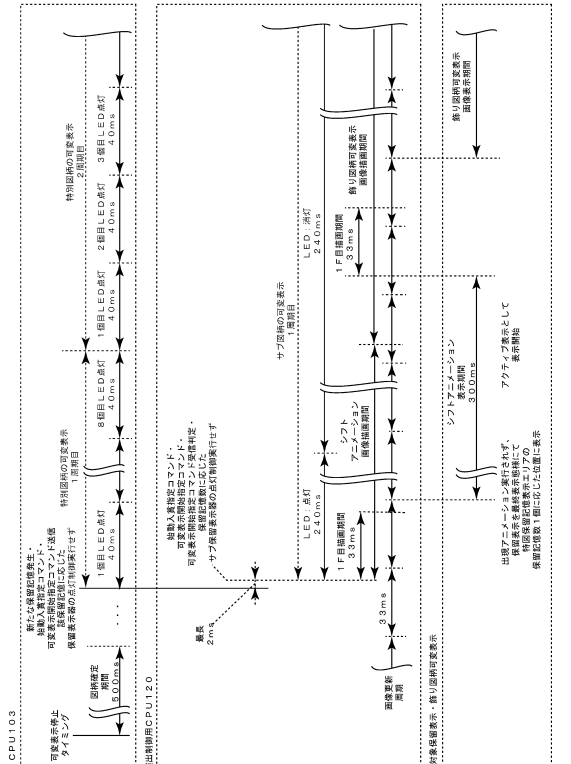 CPU103
可変表示停止
タイミング
図柄確定
期間
500ms
新たな保留記憶発生・
始動入賞指定コマンド・
可変表示開始指定コマンド送信
該保留記憶に応じた
保留表示器の点灯制御実行せず
・・・
1個目LED点灯
40ms
特別図柄の可変表示
1周期目
8個目LED点灯
40ms
1個目LED点灯
40ms
2個目LED点灯
40ms
3個目LED点灯
40ms
特別図柄の可変表示
2周期目
出制御用CPU120
最長
2ms
始動入賞指定コマンド・
可変表示開始指定コマンド・
可変表示開始指定コマンド受信判定・
保留記憶数に応じた
サブ保留表示器の点灯制御実行せず
サブ図柄の可変表示
1周期目
LED:点灯
240ms
LED:消灯
240ms
1F目描画期間
33ms
シフト
アニメーション
画像描画期間
1F目描画期間
33ms
飾り図柄可変表示
画像描画期間
33ms
画像更新
周期
対象保留表示・飾り図柄可変表示
出現アニメーション実行されず、
保留表示を最終表示態様にて
特図保留記憶表示エリアの
保留記憶数1個に応じた位置に表示
シフトアニメーション
表示期間
300ms
アクティブ表示として
表示開始
飾り図柄可変表示
画像表示期間